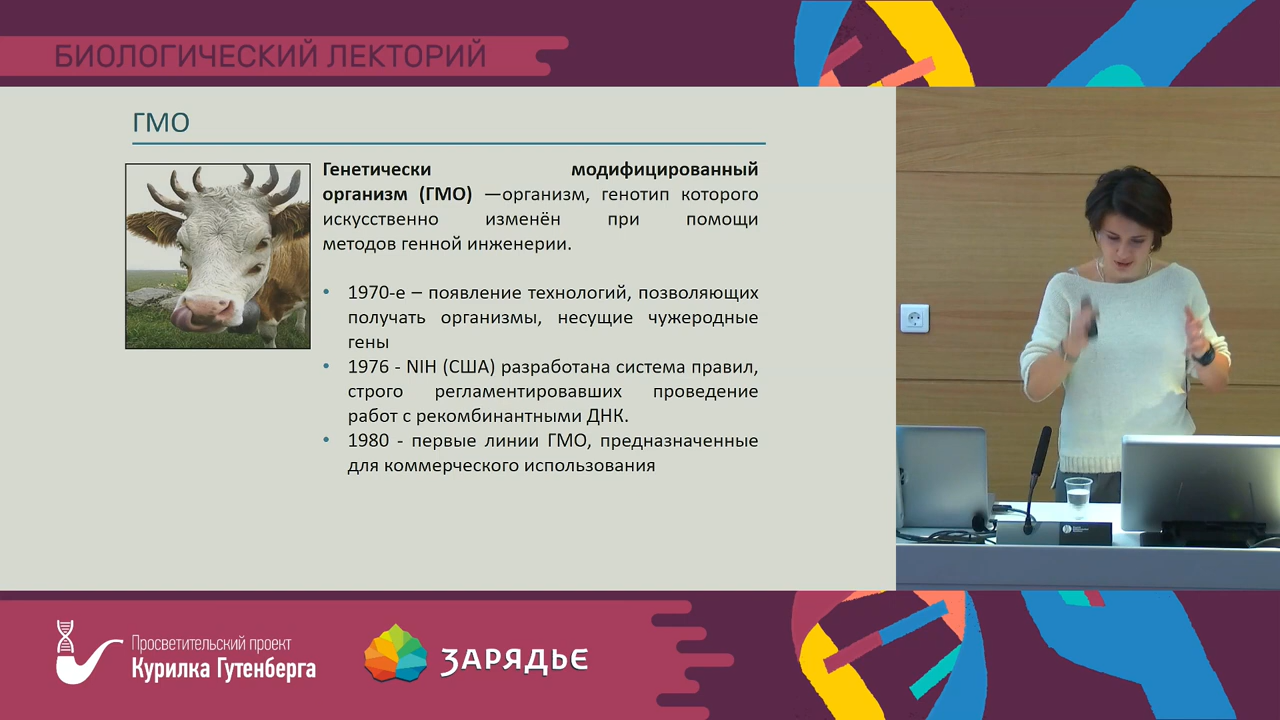 БИОЛОГИЧЕСКИЙ ЛЕКТОРИЙ
ГМО
Генетически модифицированный
организм (ГМО) —организм, генотип которого
искусственно изменён при помощи
методов генной инженерии.
• 1970-е – появление технологий, позволяющих
получать организмы, несущие чужеродные
гены
• 1976 - NIH (США) разработана система правил,
строго регламентировавших проведение
работ с рекомбинантными ДНК.
• 1980 - первые линии ГМО, предназначенные
для коммерческого использования
Просветительский проект
Курилка Гутенберга
ЗАРЯДЬЕ